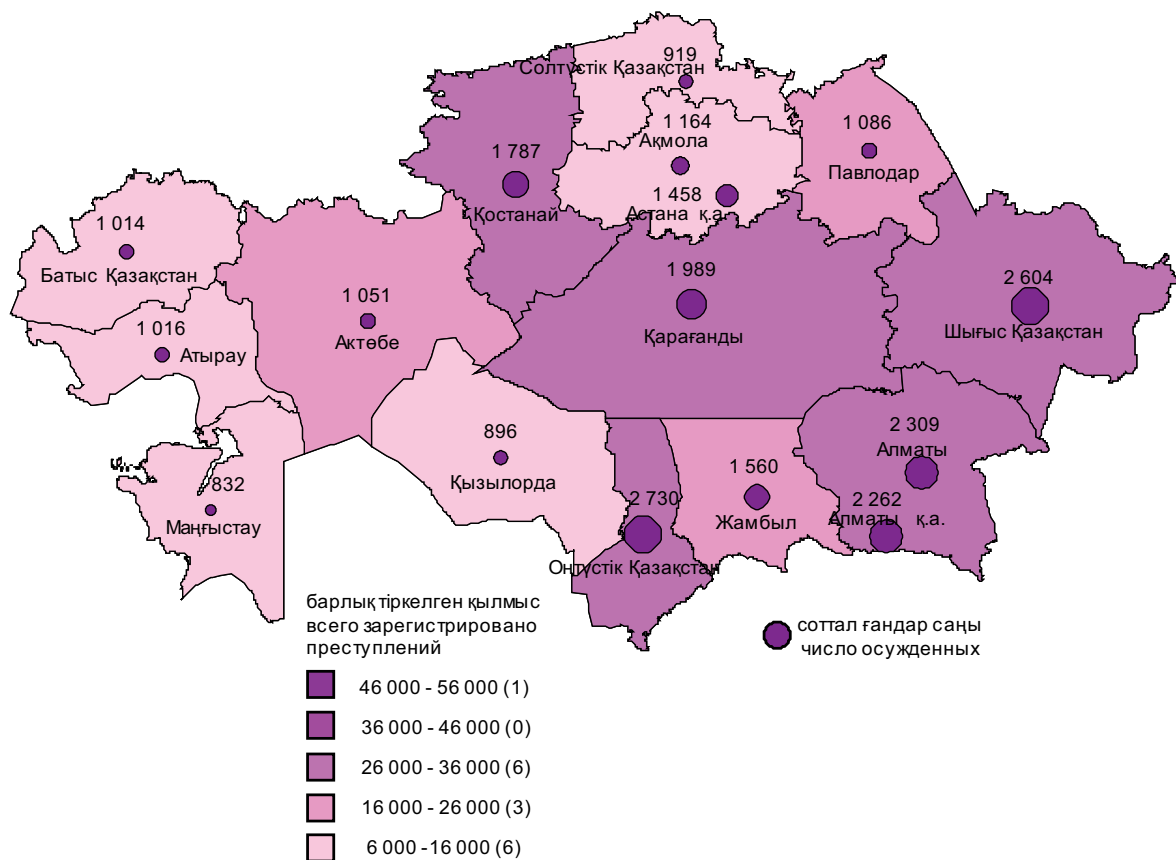 919
Солтүстік Қазақстан
1 164
Ақмола
1 086
Павлодар
1 787
Қостанай
1 458
Астана қ.а.
1 014
Батыс Қазақстан
1 989
Қарағанды
2 604
Шығыс Қазақстан
1 051
Актөбе
1 016
Атырау
2 309
Алматы
896
Қызылорда
1 560
Жамбыл
832
Маңғыстау
2 730
Оңтүстік Қазақстан
2 262
Алматы қ.а.
барлық тіркелген қылмыс
всего зарегистрировано
преступлений
46 000 - 56 000 (1)
36 000 - 46 000 (0)
26 000 - 36 000 (6)
16 000 - 26 000 (3)
6 000 -16 000 (6)
соттал ғандар саңы
число осужденных